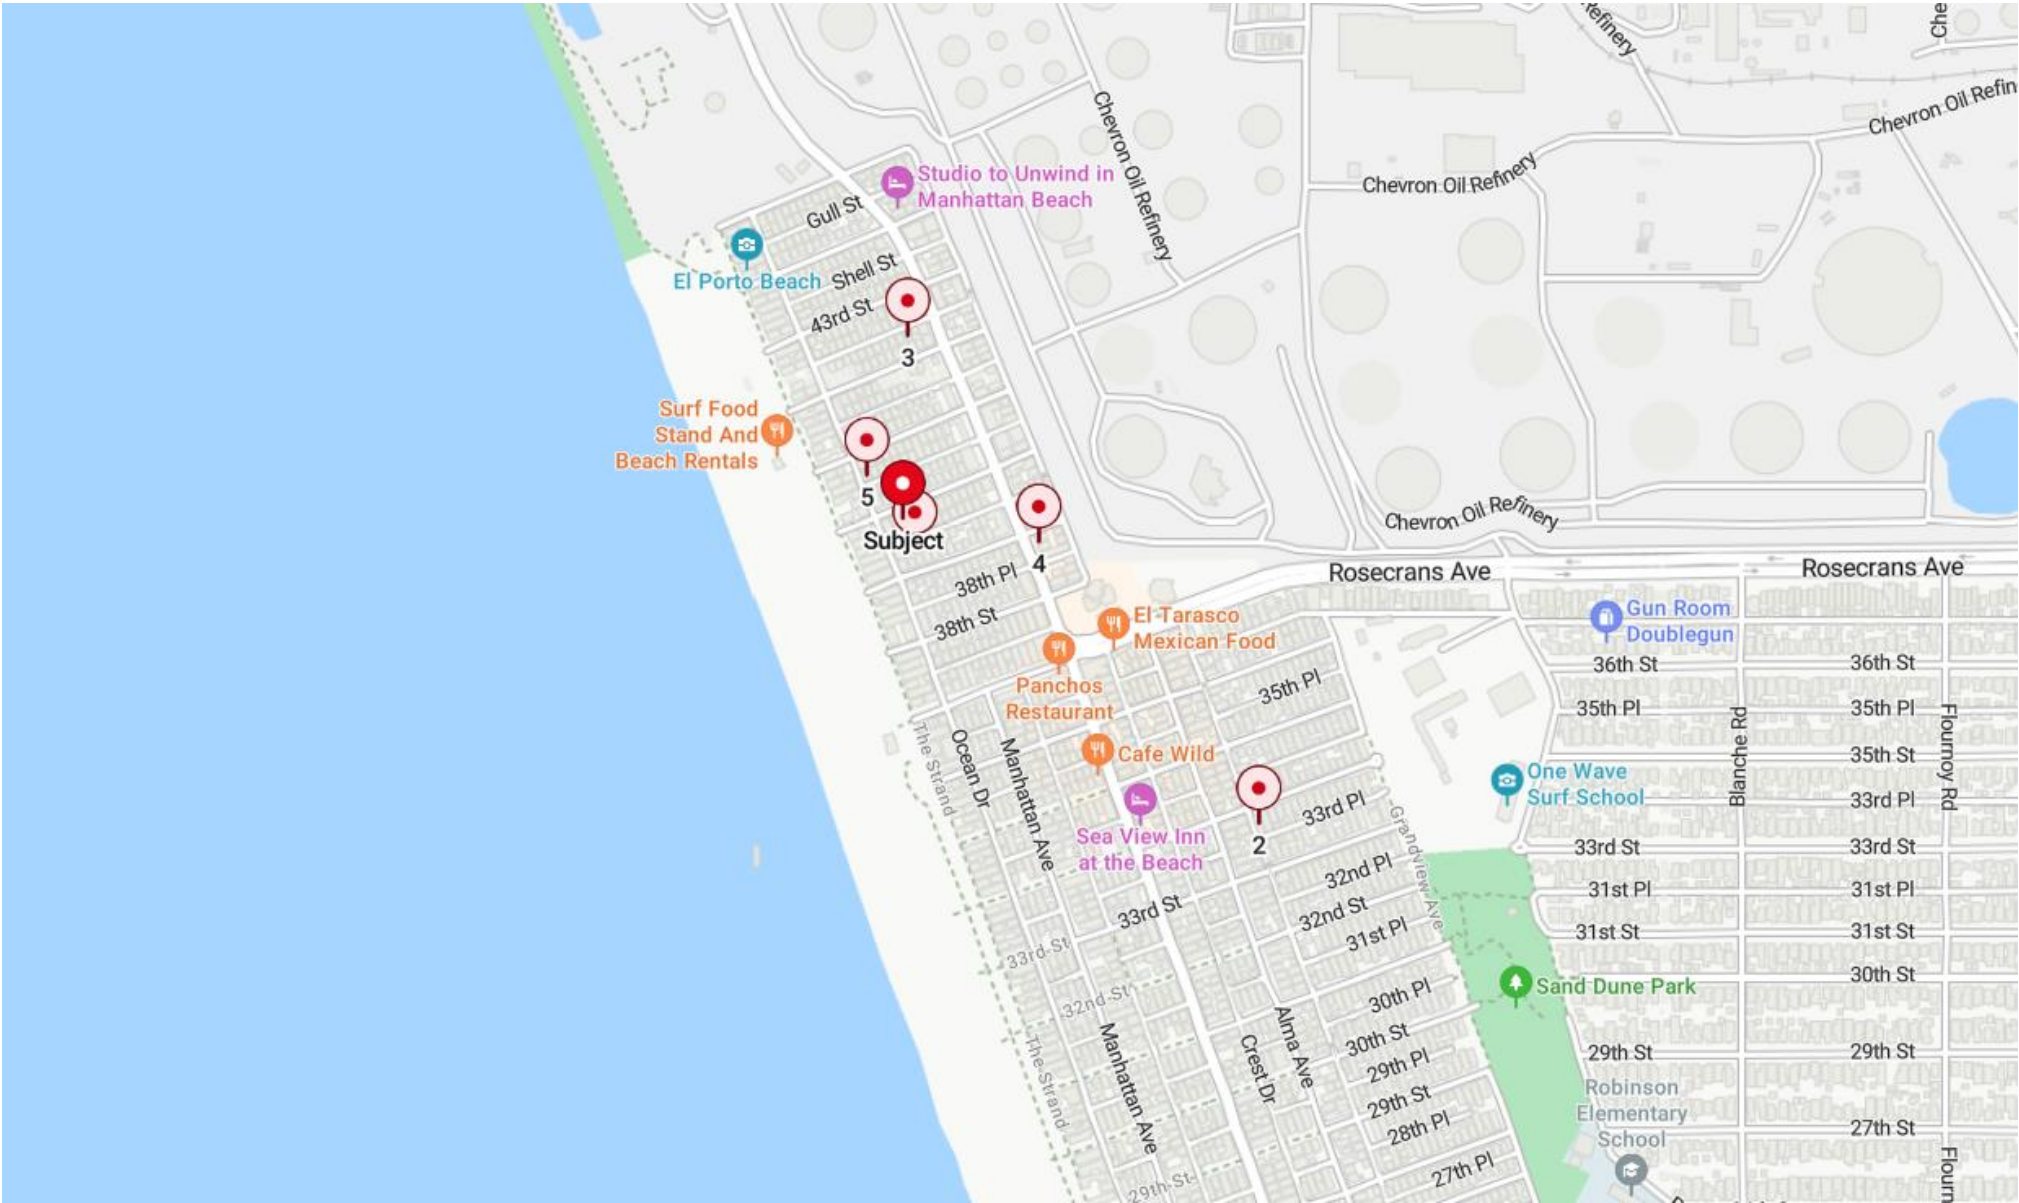 Refinery
Che
Chevron Oil Refin
Chevron Oil Refinery
Chevron Oil Refinery
Studio to Unwind in
Manhattan Beach
Gull St
El Porto Beach
Shell St
43rd St
3
Surf Food
Stand And
Beach Rentals
5
Subject
4
Chevron Oil Refinery
Rosecrans Ave
Rosecrans Ave
38th Pl
38th St
El Tarasco
Mexican Food
Gun Room
Doublegun
36th St
36th St
Panchos
Restaurant
35th Pl
35th Pl
35th Pl
The Strand
Ocean Dr
Manhattan Ave
Cafe Wild
Blanche Rd
Flournoy Rd
35th St
One Wave
Surf School
33rd Pl
33rd Pl
2
Sea View Inn
at the Beach
Grandview Ave
33rd St
33rd St
32nd Pl
31st Pl
31st Pl
33rd St
32nd St
31st Pl
31st St
31st St
33rd St
30th St
Sand Dune Park
32nd St
30th Pl
The Strand
Manhattan Ave
Crest Dr
Alma Ave
30th St
29th Pl
29th St
29th St
29th St
28th Pl
Robinson
Elementary
School
27th St
27th Pl
29th St
Flourn